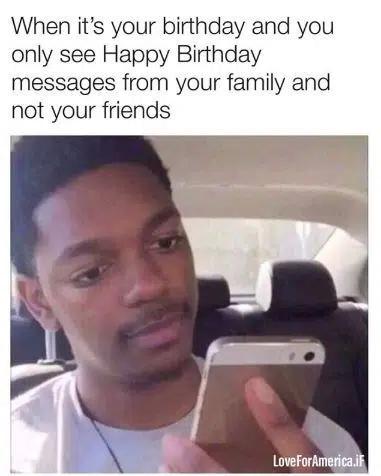 When it's your birthday and you
only see Happy Birthday
messages from your family and
not your friends
LoveForAmerica.iF